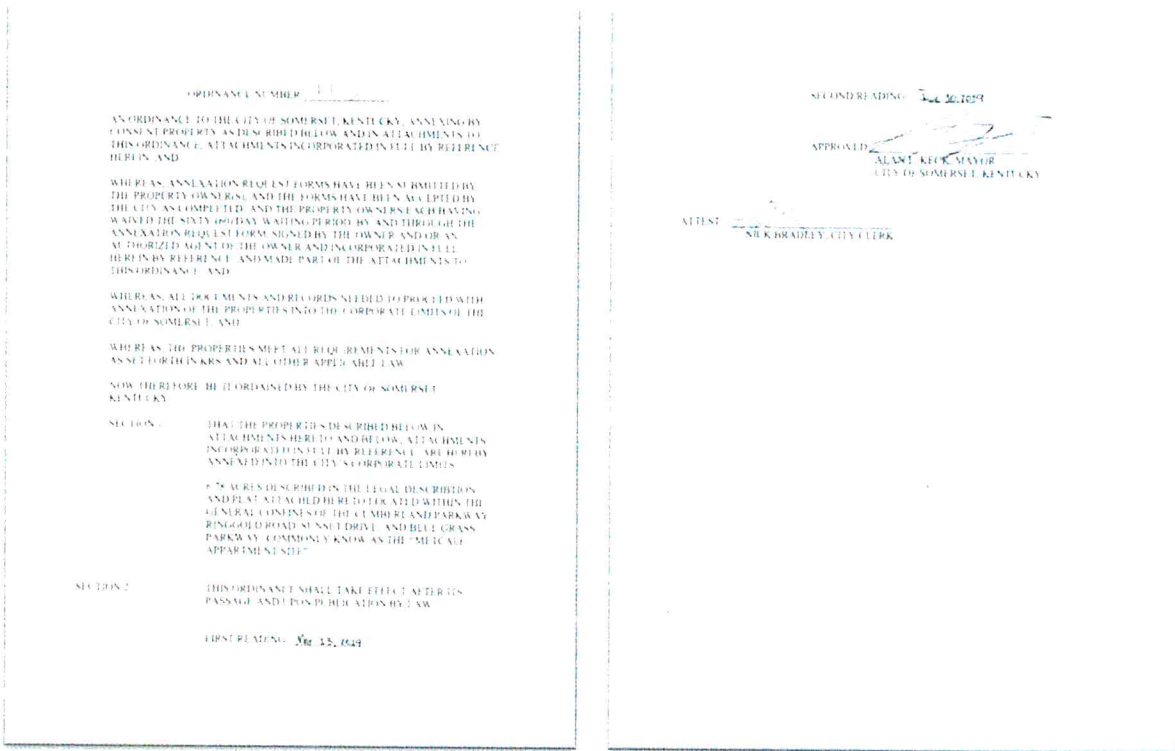 ORDINANCE NUMBER
AN ORDINANCE TO THE CITY OF SOMERSET, KENTUCKY, ANNEXING BY
CONSENT PROPERTY AS DESCRIBED BELOW AND IN ATTACHMENTS TO
THIS ORDINANCE, ATTACHMENTS INCORPORATED IN FULL BY REFERENCE
HEREIN AND
WHEREAS, ANNEXATION REQUEST FORMS HAVE BEEN SUBMITTED BY
THE PROPERTY OWNER(S), AND THE FORMS HAVE BEEN ACCEPTED BY
THE CITY AS COMPLETED, AND THE PROPERTY OWNERS EACH HAVING
WAIVED THE SIXTY (60) DAY WAITING PERIOD BY AND THROUGH THE
ANNEXATION REQUEST FORM, SIGNED BY THE OWNER AND OR AN
AUTHORIZED AGENT OF THE OWNER AND INCORPORATED IN FULL
HEREIN BY REFERENCE AND MADE PART OF THE ATTACHMENTS TO
THIS ORDINANCE, AND
WHEREAS, ALL DOCUMENTS AND RECORDS NEEDED TO PROCEED WITH
ANNEXATION OF THE PROPERTIES INTO THE CORPORATE LIMITS OF THE
CITY OF SOMERSET, AND
WHEREAS, THE PROPERTIES MEET ALL REQUIREMENTS FOR ANNEXATION
AS SET FORTH IN KRS AND ALL OTHER APPLICABLE LAW
NOW THEREFORE BE IT ORDAINED BY THE CITY OF SOMERSET
KENTUCKY
SECTION
THAT THE PROPERTIES DESCRIBED BELOW IN
ATTACHMENTS HERETO AND BELOW, ATTACHMENTS
INCORPORATED IN FULL BY REFERENCE, ARE HEREBY
ANNEXED INTO THE CITY'S CORPORATE LIMITS
6.78 ACRES DESCRIBED IN THE LEGAL DESCRIBTION
AND PLAT ATTACHED HERETO LOCATED WITHIN THE
GENERAL CONFINES OF THE CUMBERLAND PARKWAY
RINGGOLD ROAD, SUNSET DRIVE, AND BLUE GRASS
PARKWAY, COMMONLY KNOW AS THE "METCALF
APPARTMENT SITE"
SECTION 2
THIS ORDINANCE SHALL TAKE EFFECT AFTER ITS
PASSAGE AND UPON PUBLICATION BY LAW
FIRST READING 13, 2019
SECOND READING 30, 2019
APPROVED
ALAN T. KECK, MAYOR
CITY OF SOMERSET, KENTUCKY
ATTEST
NICK BRADLEY, CITY CLERK